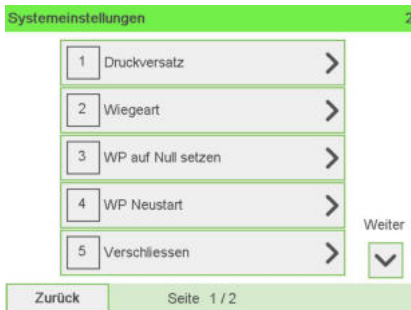 Systemeinstellungen 2
1 Druckversatz
2 Wiegeart
3 WP auf Null setzen
4 WP Neustart
5 Verschliessen
Weiter
Zurück Seite 1/2